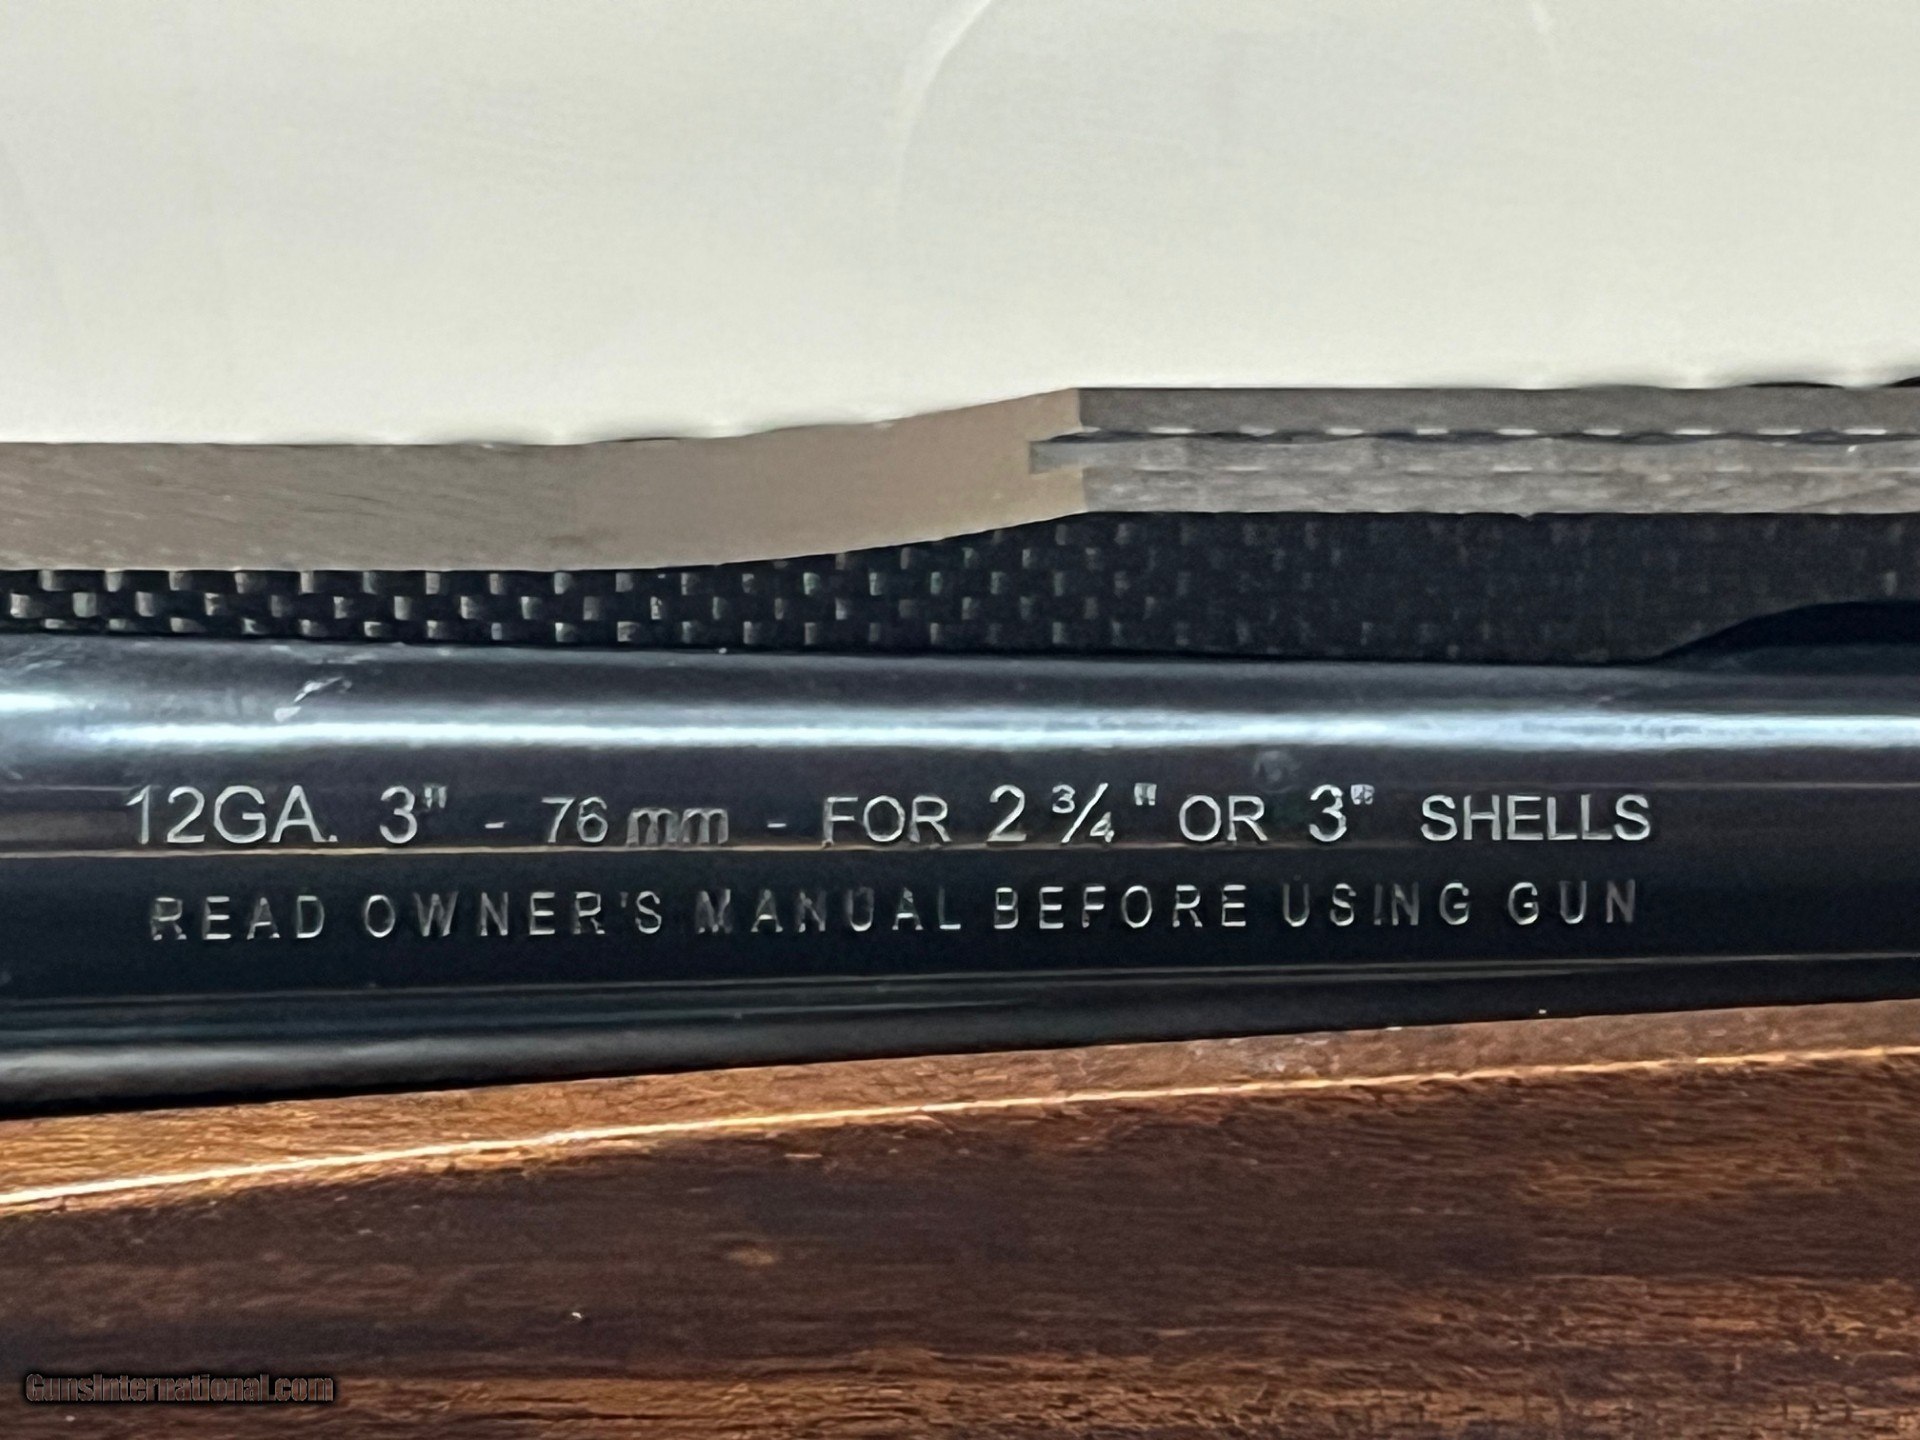 12GA. 3" - 76 mm - FOR 2 ¾" OR 3" SHELLS
READ OWNER'S MANUAL BEFORE USING GUN
GunsInternational.com